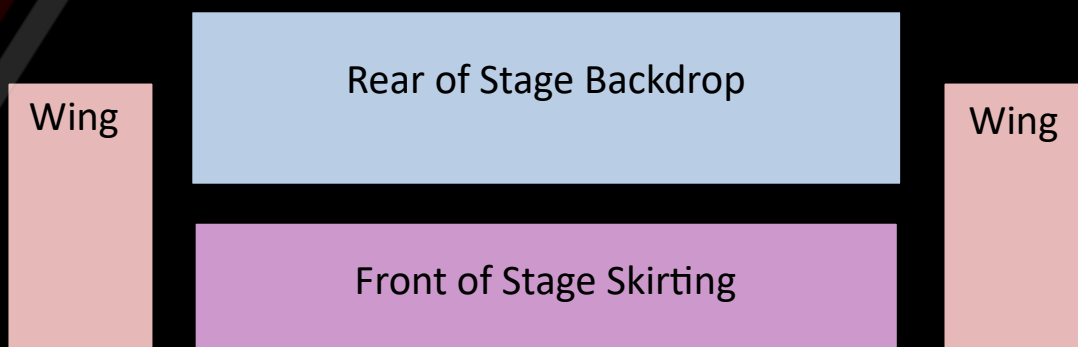 Rear of Stage Backdrop
Wing
Wing
Front of Stage Skirting